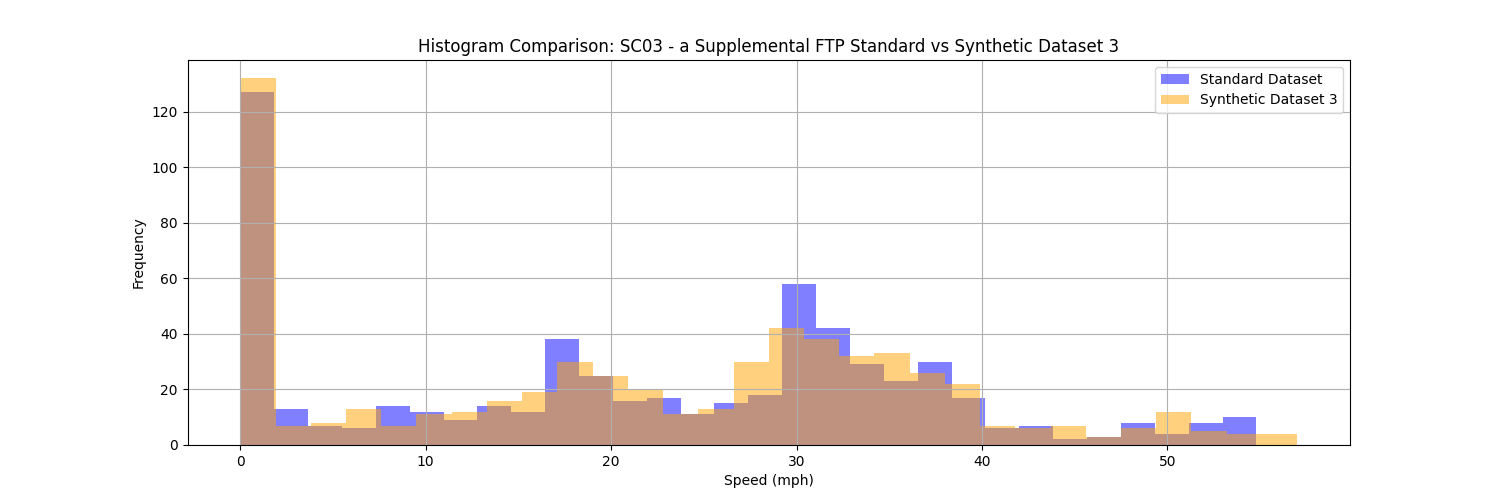 Histogram Comparison: SC03 - a Supplemental FTP Standard vs Synthetic Dataset 3
Standard Dataset
Synthetic Dataset 3
120
100
80
60
40
20
0
Frequency
0 10 20 30 40 50
Speed (mph)